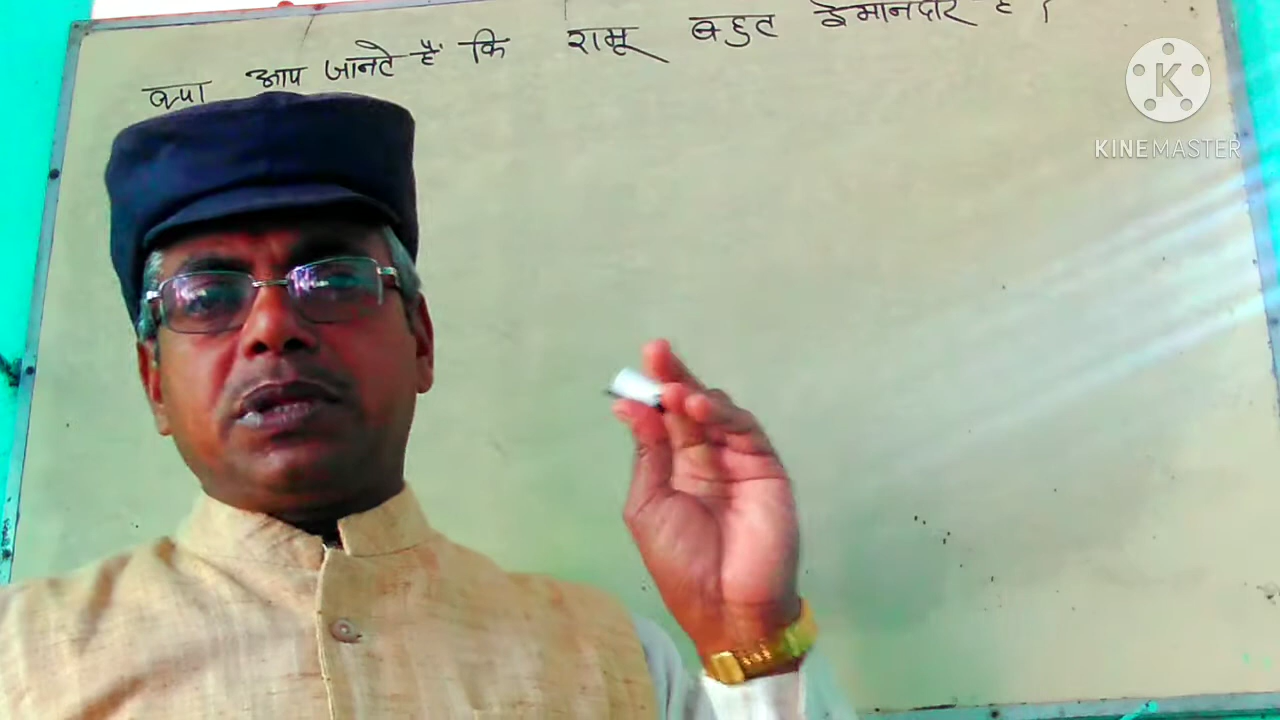 क्या आप जानते हैं कि रामू बहुत ईमानदार है।
KINEMASTER